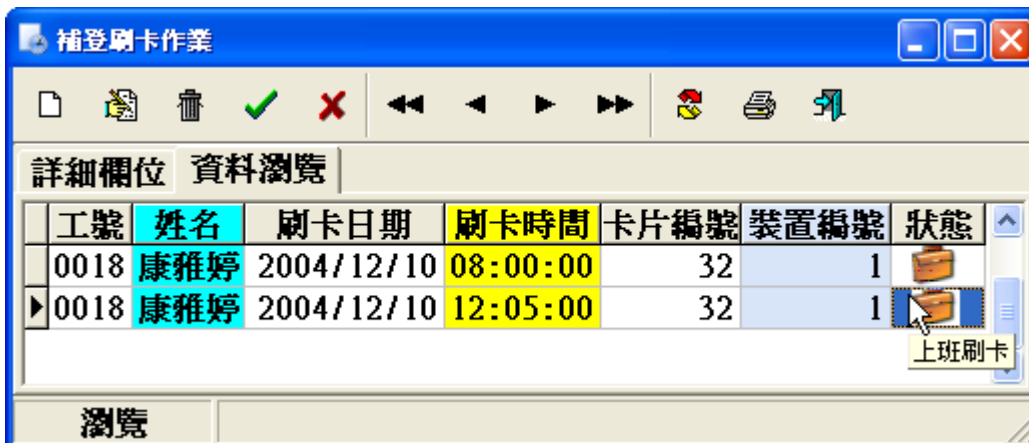 補登刷卡作業
詳細欄位 資料瀏覽
工號 姓名 刷卡日期 刷卡時間 卡片編號 裝置編號 狀態
0018 康雅婷 2004/12/10 08:00:00 32 1
0018 康雅婷 2004/12/10 12:05:00 32 1
上班刷卡
瀏覽